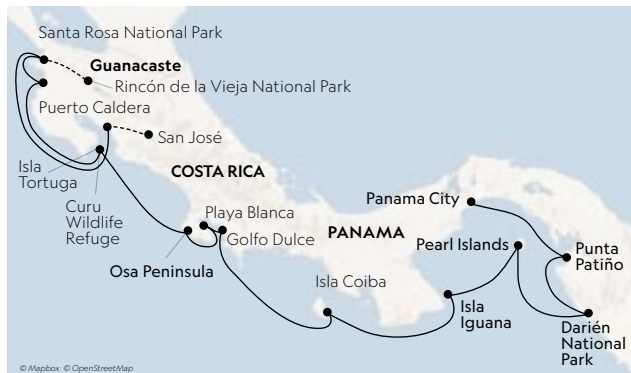 Santa Rosa National Park
Guanacaste
Rincón de la Vieja National Park
Puerto Caldera
San José
Isla
Tortuga
Curu
Wildlife
Refuge
COSTA RICA
Playa Blanca
Golfo Dulce
Osa Peninsula
PANAMA
Panama City
Pearl Islands
Punta
Patiño
Isla Coiba
Isla
Iguana
Darién
National
Park
© Mapbox © OpenStreetMap